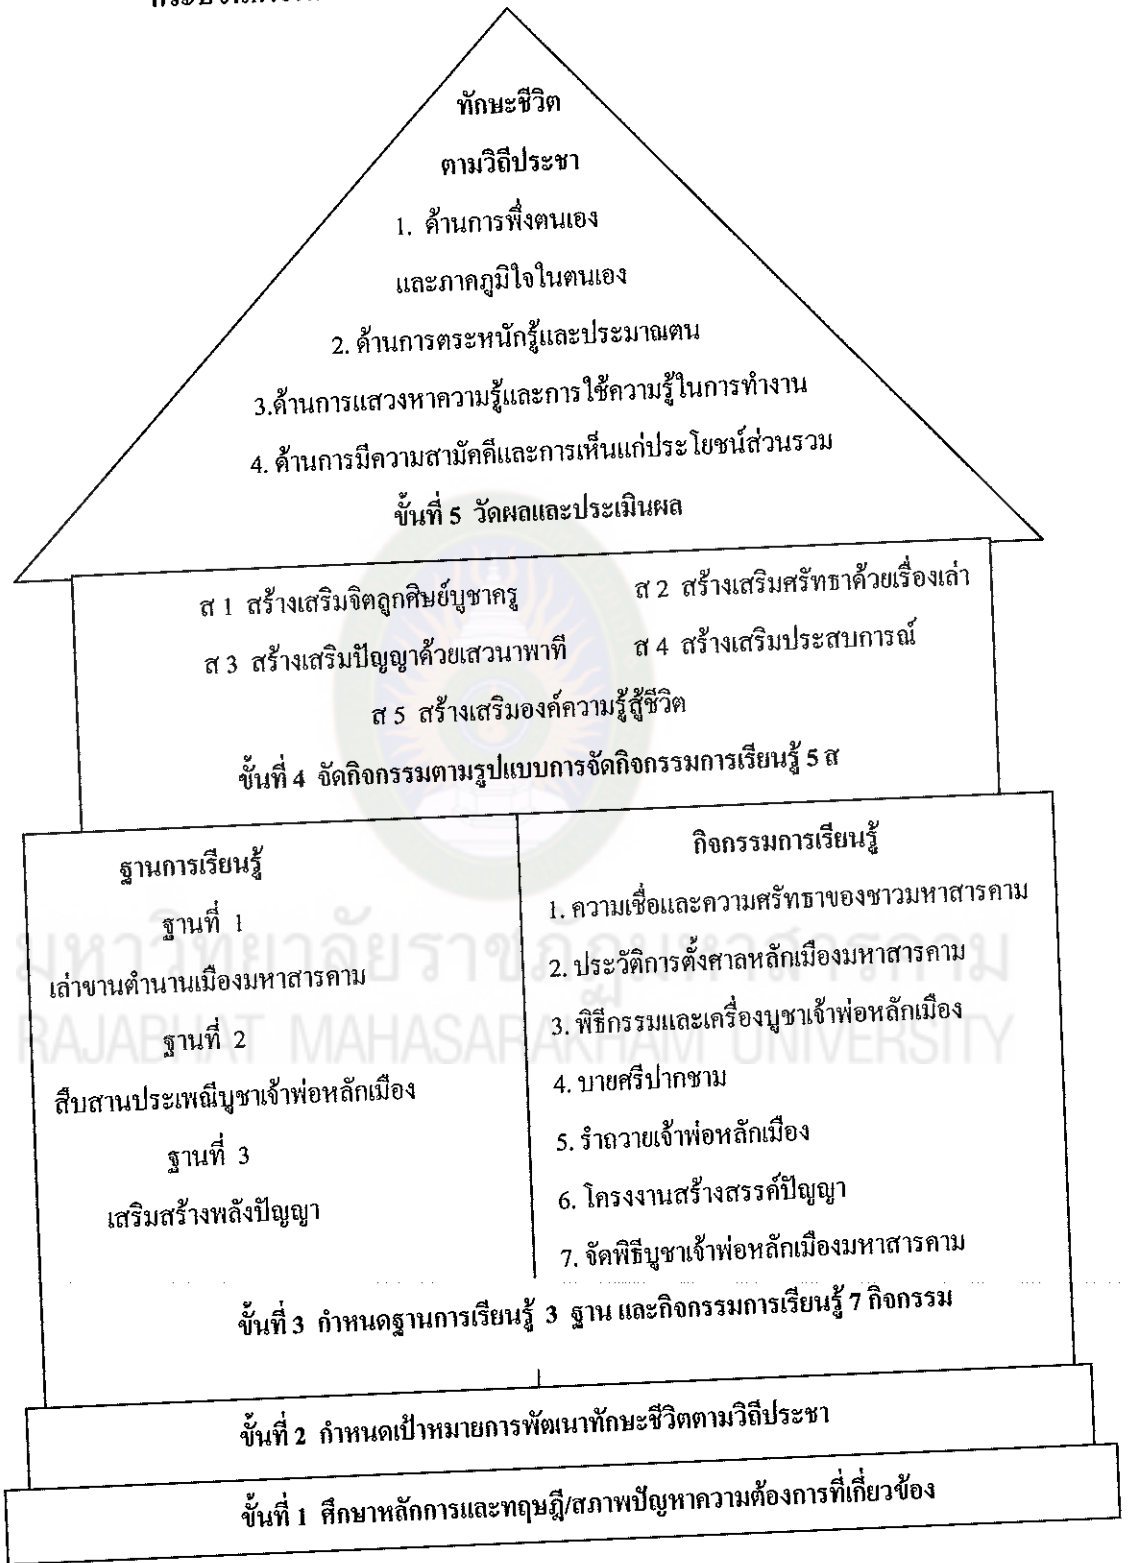 ทักษะชีวิต
ตามวิถีประชา
1. ด้านการพึ่งตนเอง
และภาคภูมิใจในตนเอง
2. ด้านการตระหนักรู้และประมาณตน
3.ด้านการแสวงหาความรู้และการใช้ความรู้ในการทำงาน
4. ด้านการมีความสามัคคีและการเห็นแก่ประโยชน์ส่วนรวม
ขั้นที่ 5 วัดผลและประเมินผล
ส 1 สร้างเสริมจิตลูกศิษย์บูชาครู ส 2 สร้างเสริมศรัทธาด้วยเรื่องเล่า
ส 3 สร้างเสริมปัญญาด้วยเสวนาพาที ส 4 สร้างเสริมประสบการณ์
ส 5 สร้างเสริมองค์ความรู้สู้ชีวิต
ขั้นที่ 4 จัดกิจกรรมตามรูปแบบการจัดกิจกรรมการเรียนรู้ 5 ส
ฐานการเรียนรู้
ฐานที่ 1
เล่าขานตำนานเมืองมหาสารคาม
ฐานที่ 2
สืบสานประเพณีบูชาเจ้าพ่อหลักเมือง
ฐานที่ 3
เสริมสร้างพลังปัญญา
กิจกรรมการเรียนรู้
1. ความเชื่อและความศรัทธาของชาวมหาสารคาม
2. ประวัติการตั้งศาลหลักเมืองมหาสารคาม
3. พิธีกรรมและเครื่องบูชาเจ้าพ่อหลักเมือง
4. บายศรีปากชาม
5. รำถวายเจ้าพ่อหลักเมือง
6. โครงงานสร้างสรรค์ปัญญา
7. จัดพิธีบูชาเจ้าพ่อหลักเมืองมหาสารคาม
มหาวิทยาลัยราชภัฏมหาสารคาม
RAJABHAT MAHASARAKHAM UNIVERSITY
ขั้นที่ 3 กำหนดฐานการเรียนรู้ 3 ฐาน และกิจกรรมการเรียนรู้ 7 กิจกรรม
ขั้นที่ 2 กำหนดเป้าหมายการพัฒนาทักษะชีวิตตามวิถีประชา
ขั้นที่ 1 ศึกษาหลักการและทฤษฎี/สภาพปัญหาความต้องการที่เกี่ยวข้อง